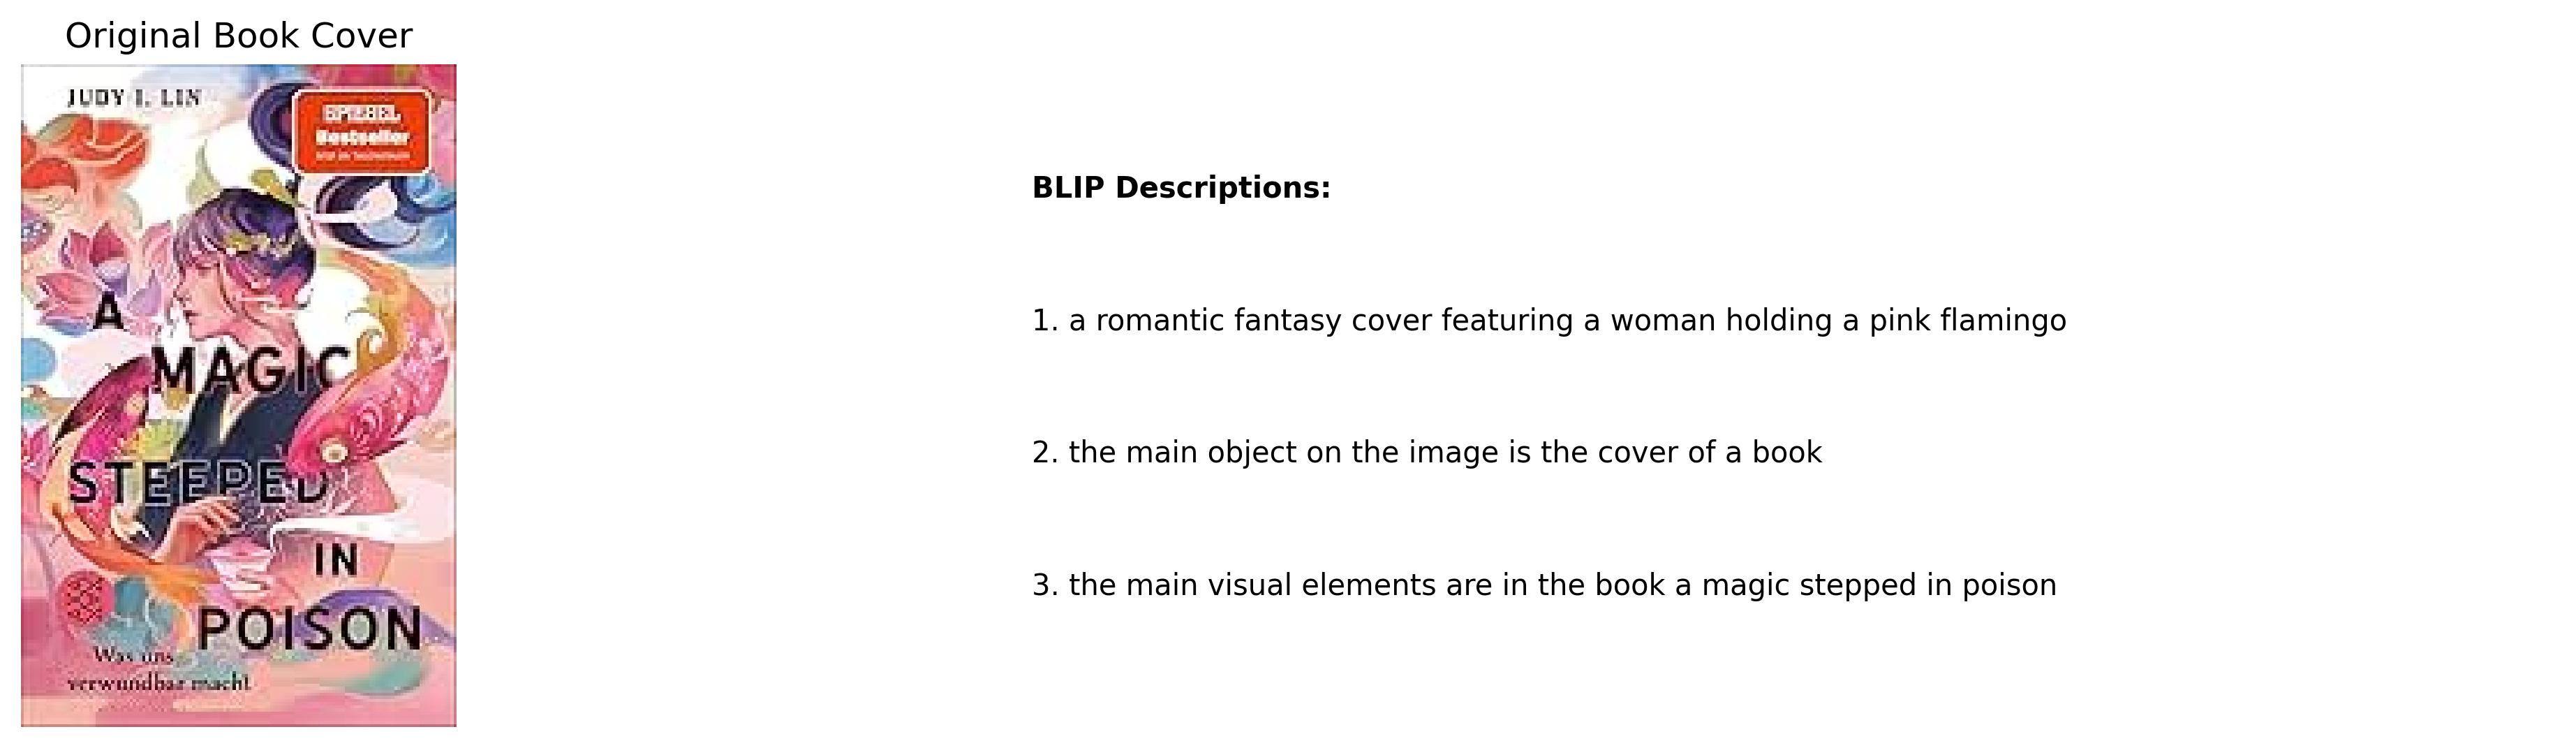 Original Book Cover
JUDY I. LIN
SPIEGEL
Bestseller
A
MAGIC
STEEPED
IN
POISON
Was uns
verwundbar macht
BLIP Descriptions:
1. a romantic fantasy cover featuring a woman holding a pink flamingo
2. the main object on the image is the cover of a book
3. the main visual elements are in the book a magic stepped in poison